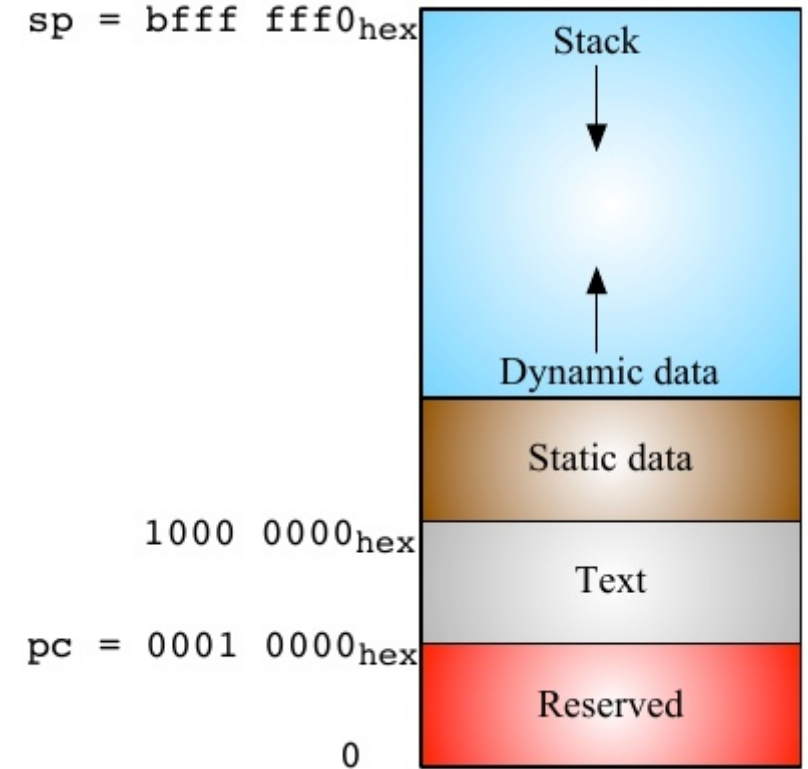 sp = bfff fff0hex
Stack
Dynamic data
Static data
1000 0000hex
Text
pc = 0001 0000hex
Reserved
0